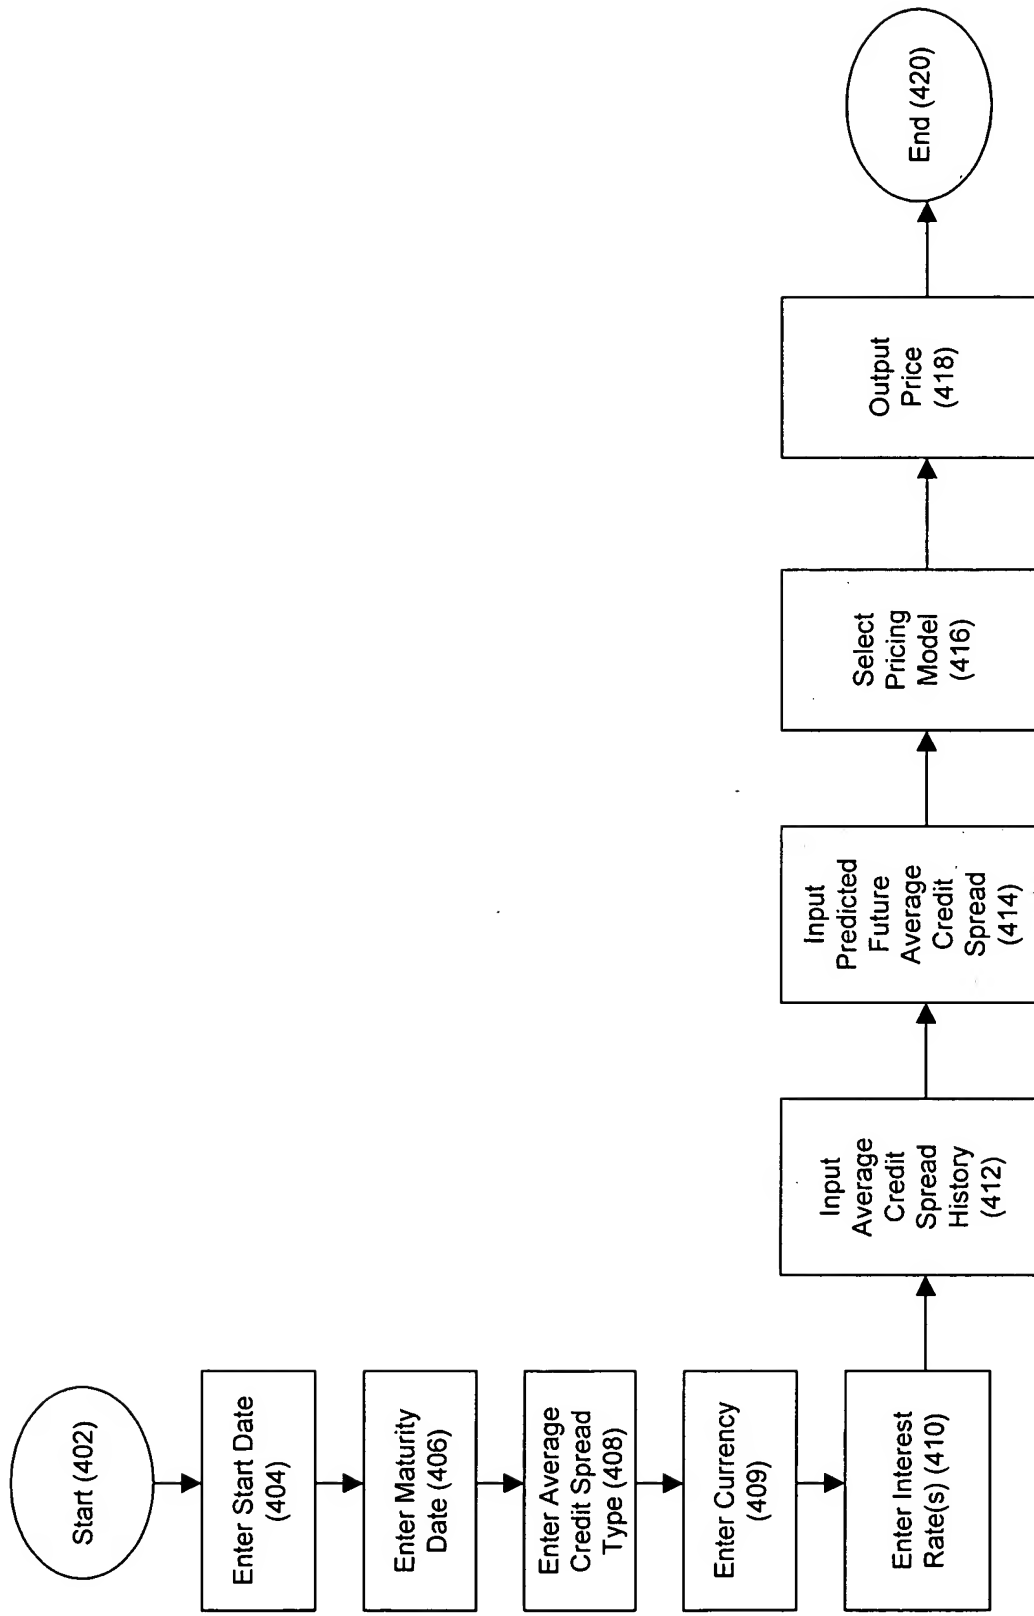 Start (402)
Enter Start Date
(404)
Enter Maturity
Date (406)
Enter Average
Credit Spread
Type (408)
Enter Currency
(409)
Enter Interest
Rate(s) (410)
Input
Average
Credit
Spread
History
(412)
Input
Predicted
Future
Average
Credit
Spread
(414)
Select
Pricing
Model
(416)
Output
Price
(418)
End (420)